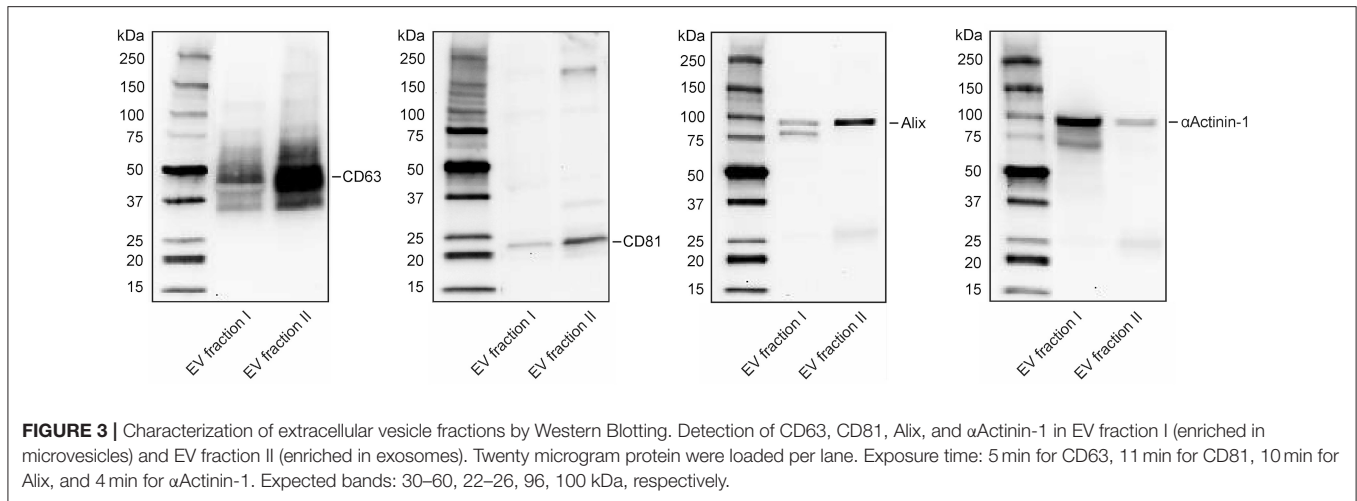 kDa
250
150
100
75
50
37
25
20
15
CD63
EV fraction I
EV fraction II
kDa
250
150
100
75
50
37
25
20
15
CD81
EV fraction I
EV fraction II
kDa
250
150
100
75
50
37
25
20
15
Alix
EV fraction I
EV fraction II
kDa
250
150
100
75
50
37
25
20
15
αActinin-1
EV fraction I
EV fraction II
FIGURE 3 | Characterization of extracellular vesicle fractions by Western Blotting. Detection of CD63, CD81, Alix, and αActinin-1 in EV fraction I (enriched in
microvesicles) and EV fraction II (enriched in exosomes). Twenty microgram protein were loaded per lane. Exposure time: 5 min for CD63, 11 min for CD81, 10 min for
Alix, and 4 min for αActinin-1. Expected bands: 30–60, 22–26, 96, 100 kDa, respectively.